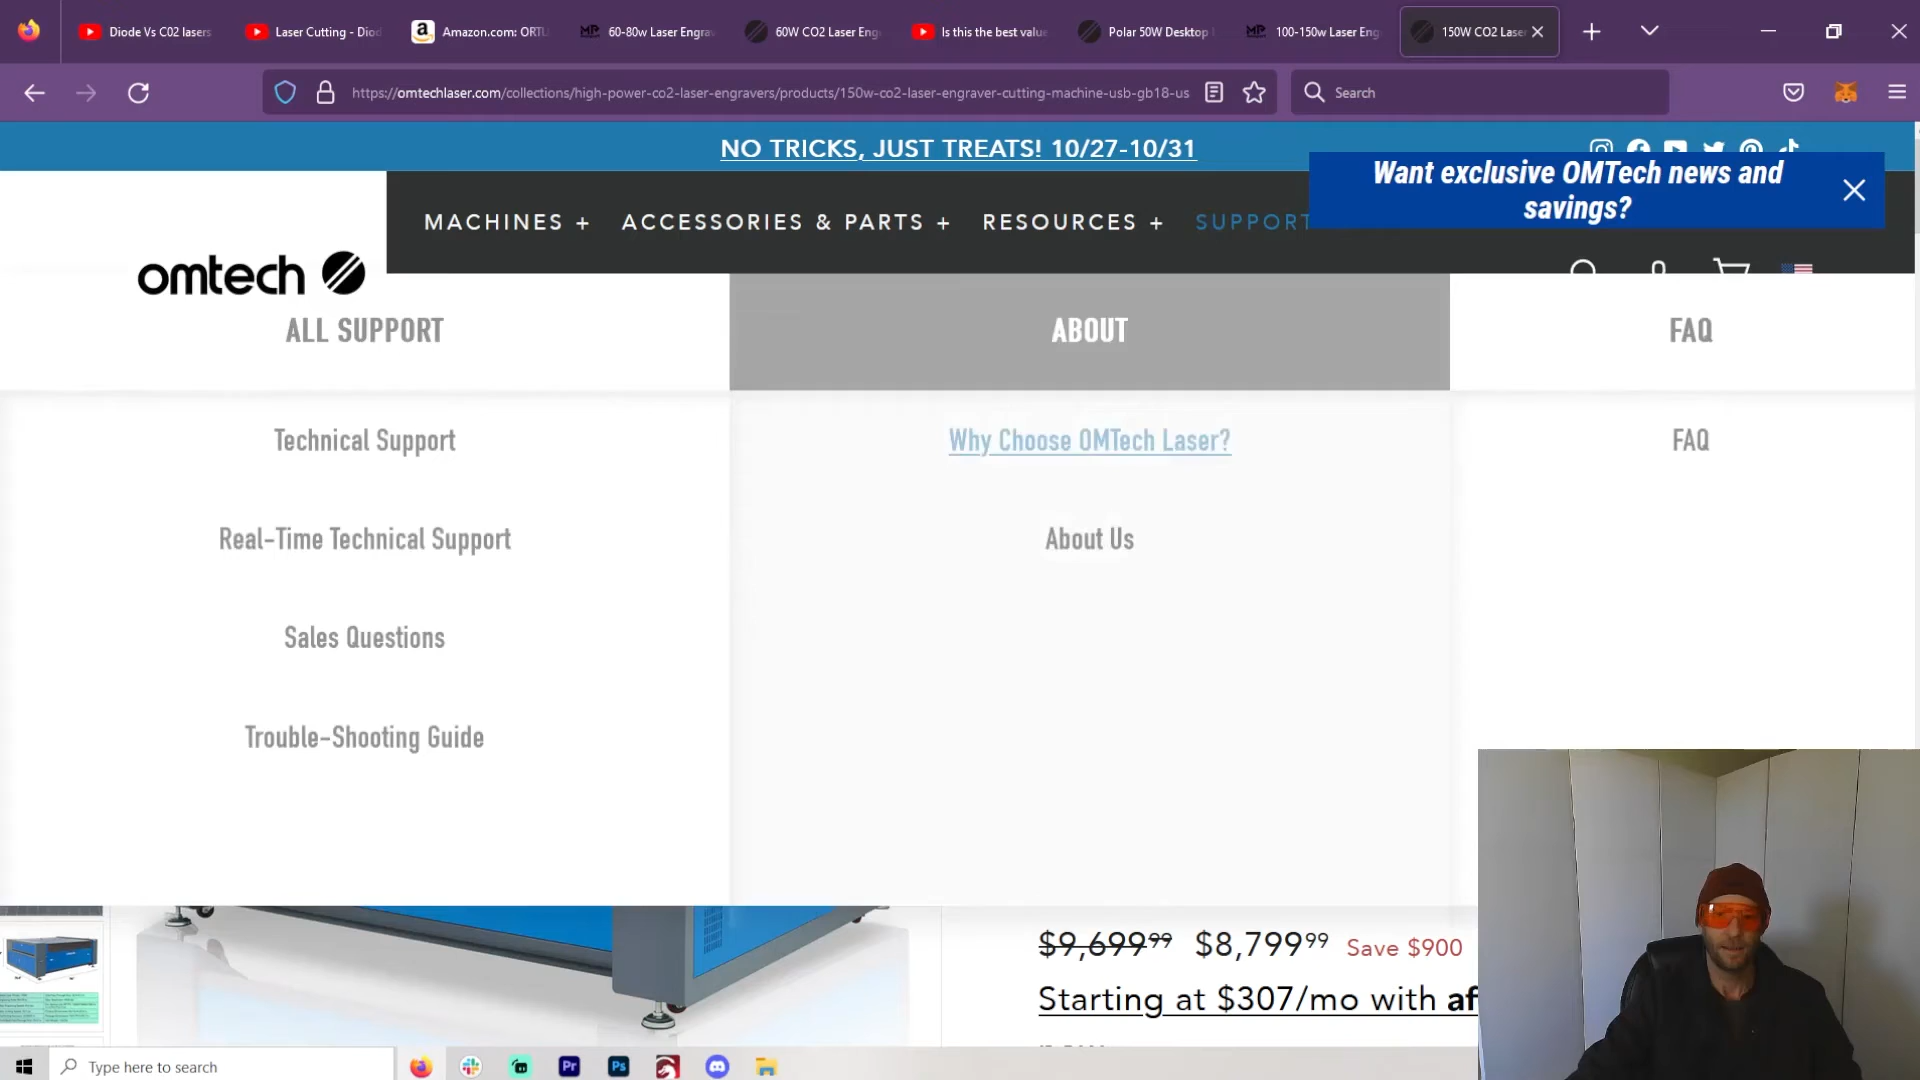 Diode Vs C02 lasers
Laser Cutting - Diod
Amazon.com: ORTU
60-80w Laser Engrav
60W CO2 Laser Eng
Is this the best value
Polar 50W Desktop
100-150w Laser Eng
150W CO2 Lase
https://omtechlaser.com/collections/high-power-co2-laser-engravers/products/150w-co2-laser-engraver-cutting-machine-usb-gb18-us
Search
NO TRICKS, JUST TREATS! 10/27-10/31
Want exclusive OMTech news and
savings?
MACHINES +
ACCESSORIES & PARTS +
RESOURCES +
SUPPORT
omtech
ALL SUPPORT
ABOUT
FAQ
Technical Support
Why Choose OMTech Laser?
FAQ
Real-Time Technical Support
About Us
Sales Questions
Trouble-Shooting Guide
$9,699.99 $8,799.99 Save $900
Starting at $307/mo with af
Type here to search